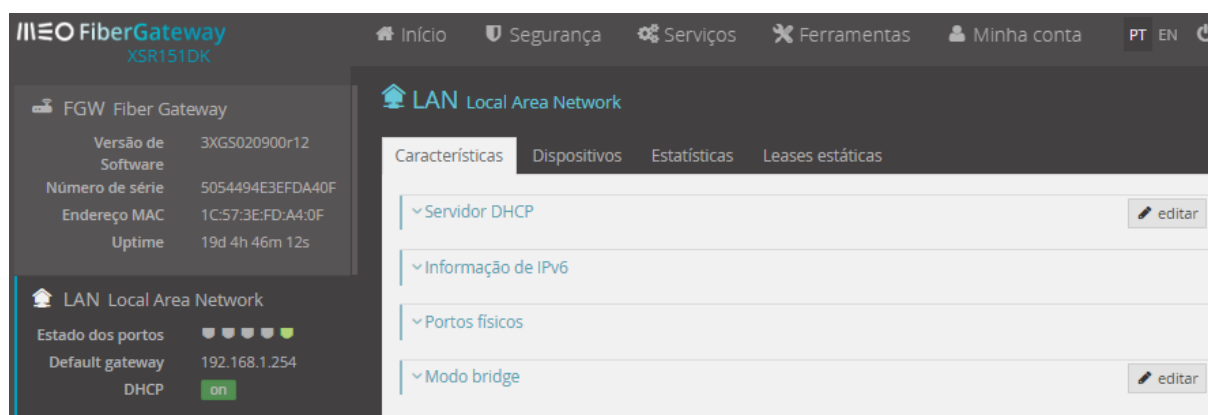 MEO FiberGateway
XSR151DK
Início Segurança Serviços Ferramentas Minha conta PT EN
FGW Fiber Gateway
Versão de Software 3XGS020900r12
Número de série 5054494E3EFDA40F
Endereço MAC 1C:57:3E:FD:A4:0F
Uptime 19d 4h 46m 12s
LAN Local Area Network
Estado dos portos
Default gateway 192.168.1.254
DHCP on
LAN Local Area Network
Características Dispositivos Estatísticas Leases estáticas
Servidor DHCP editar
Informação de IPv6
Portos físicos
Modo bridge editar